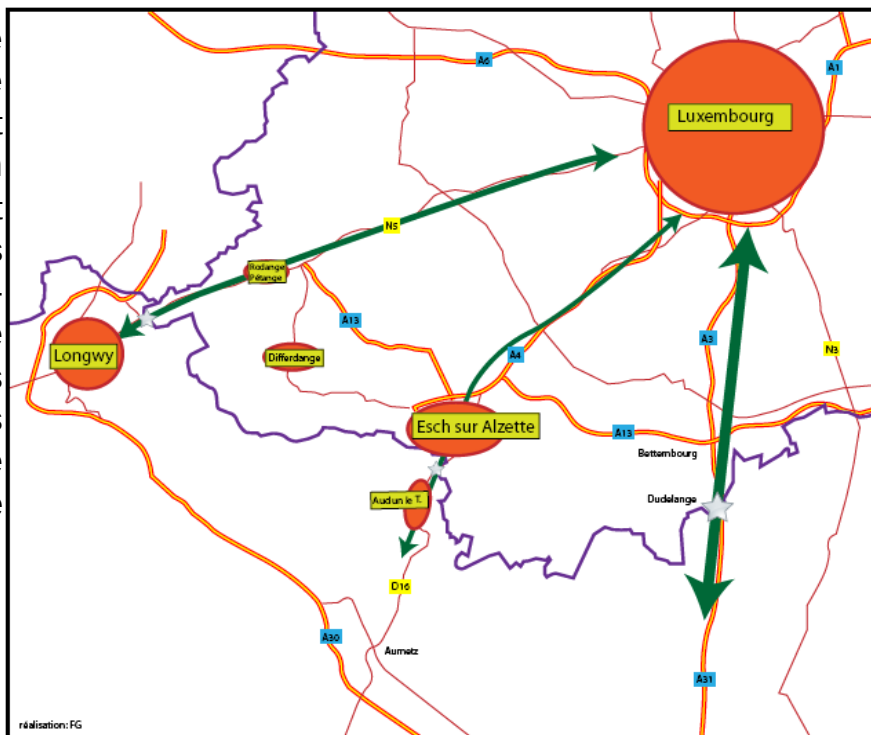 A6
A1
Luxembourg
N5
Rodange
Pétange
A13
Longwy
Differdange
A4
A3
N3
Esch sur Alzette
A13
Bettembourg
Audun le T.
Dudelange
D16
A30
Aumetz
A31
réalisation: FG